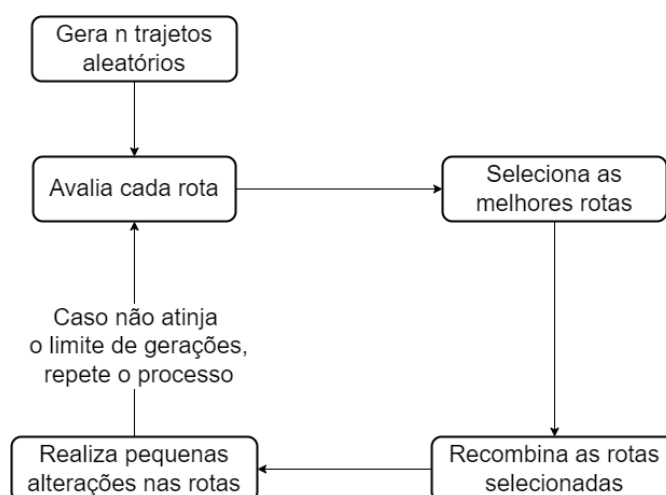 Gera n trajetos
aleatórios
Avalia cada rota
Seleciona as
melhores rotas
Caso não atinja
o limite de gerações,
repete o processo
Realiza pequenas
alterações nas rotas
Recombina as rotas
selecionadas